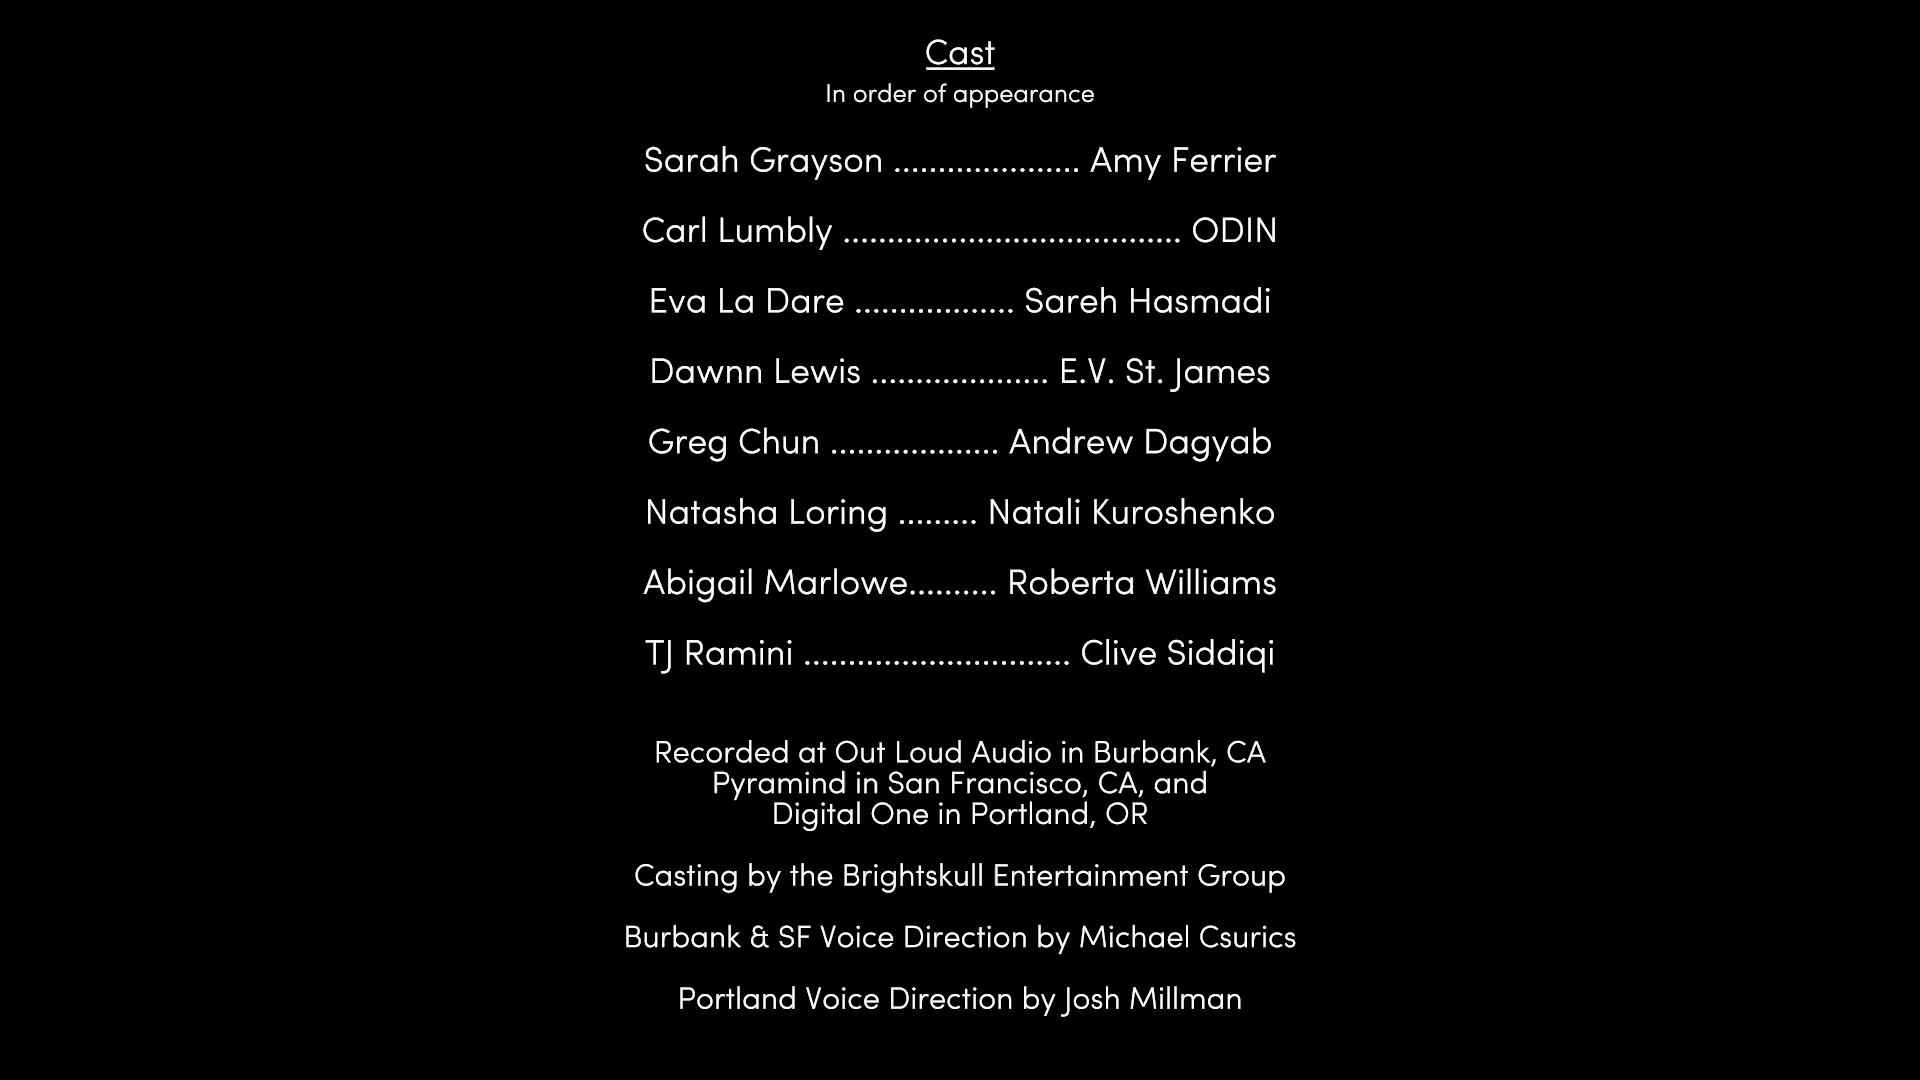 Cast
In order of appearance
Sarah Grayson ..................... Amy Ferrier
Carl Lumbly ...................................... ODIN
Eva La Dare .................. Sareh Hasmadi
Dawnn Lewis .................... E.V. St. James
Greg Chun ................... Andrew Dagyab
Natasha Loring ......... Natali Kuroshenko
Abigail Marlowe.......... Roberta Williams
TJ Ramini .............................. Clive Siddiqi
Recorded at Out Loud Audio in Burbank, CA
Pyramind in San Francisco, CA, and
Digital One in Portland, OR
Casting by the Brightskull Entertainment Group
Burbank & SF Voice Direction by Michael Csurics
Portland Voice Direction by Josh Millman